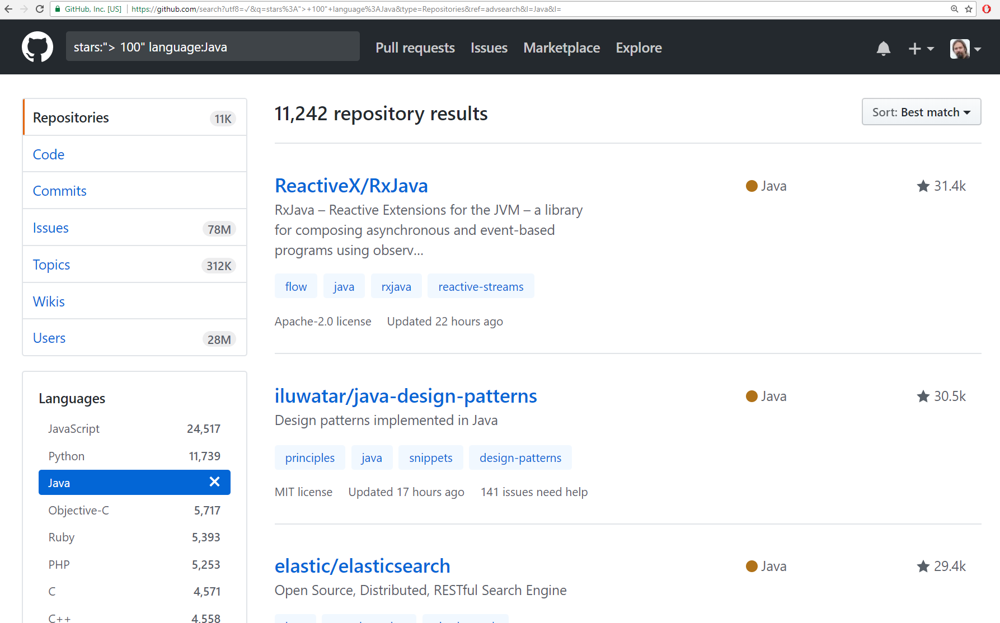 GitHub, Inc. [US] https://github.com/search?utf8=✓&q=stars%3A">+100"+language%3AJava&type=Repositories&ref=advsearch&l=Java&l=
stars:"> 100" language:Java
Pull requests Issues Marketplace Explore
Repositories 11K
Code
Commits
Issues 78M
Topics 312K
Wikis
Users 28M
Languages
JavaScript 24,517
Python 11,739
Java
Objective-C 5,717
Ruby 5,393
PHP 5,253
C 4,571
C++ 4,558
11,242 repository results
Sort: Best match
ReactiveX/RxJava
Java
31.4k
RxJava – Reactive Extensions for the JVM – a library
for composing asynchronous and event-based
programs using observ...
flow java rxjava reactive-streams
Apache-2.0 license Updated 22 hours ago
iluwatar/java-design-patterns
Java
30.5k
Design patterns implemented in Java
principles java snippets design-patterns
MIT license Updated 17 hours ago 141 issues need help
elastic/elasticsearch
Java
29.4k
Open Source, Distributed, RESTful Search Engine